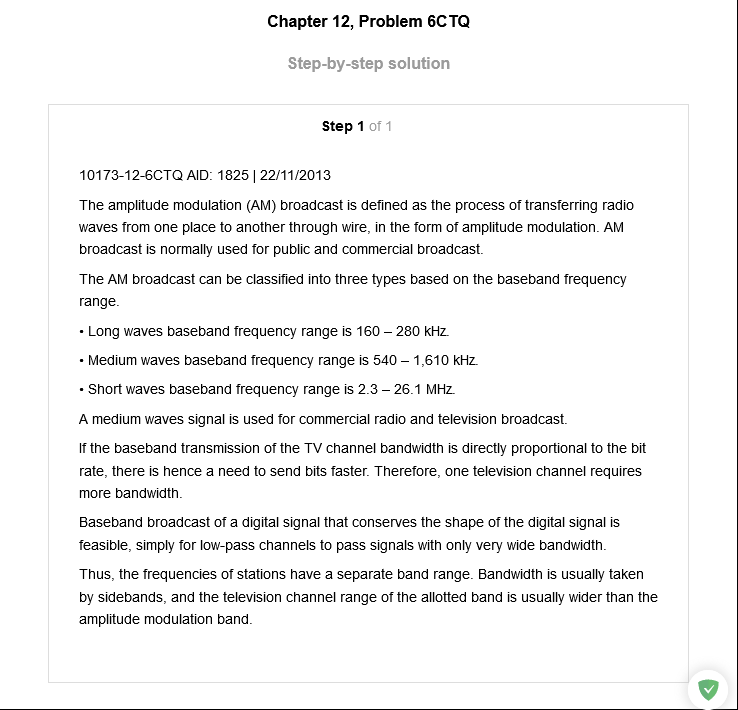 Chapter 12, Problem 6CTQ
Step-by-step solution
Step 1 of 1
10173-12-6CTQ AID: 1825 | 22/11/2013
The amplitude modulation (AM) broadcast is defined as the process of transferring radio
waves from one place to another through wire, in the form of amplitude modulation. AM
broadcast is normally used for public and commercial broadcast.
The AM broadcast can be classified into three types based on the baseband frequency
range.
• Long waves baseband frequency range is 160 – 280 kHz.
• Medium waves baseband frequency range is 540 – 1,610 kHz.
• Short waves baseband frequency range is 2.3 – 26.1 MHz.
A medium waves signal is used for commercial radio and television broadcast.
If the baseband transmission of the TV channel bandwidth is directly proportional to the bit
rate, there is hence a need to send bits faster. Therefore, one television channel requires
more bandwidth.
Baseband broadcast of a digital signal that conserves the shape of the digital signal is
feasible, simply for low-pass channels to pass signals with only very wide bandwidth.
Thus, the frequencies of stations have a separate band range. Bandwidth is usually taken
by sidebands, and the television channel range of the allotted band is usually wider than the
amplitude modulation band.